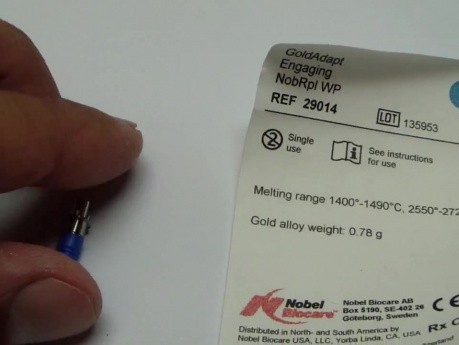 GoldAdapt
Engaging
NobRpl WP
REF 29014
LOT 135953
Single
use
See instructions
for use
Melting range 1400°-1490°C, 2550°-272
Gold alloy weight: 0.78 g
Nobel
Biocare
Nobel Biocare AB
Box 5190, SE-402 26
Göteborg, Sweden
CE
Distributed in North- and South America by
Nobel Biocare USA, LLC, Yorba Linda, CA, USA
Rx